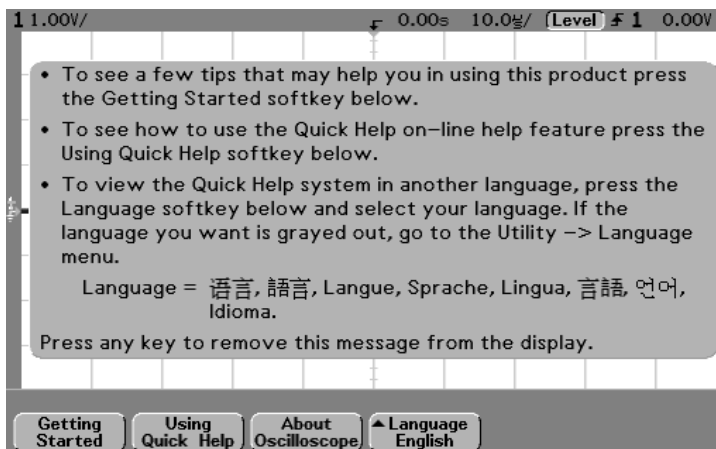 1 1.00V/ 0.00s 10.0㎎/ Level 1 0.00V
• To see a few tips that may help you in using this product press
the Getting Started softkey below.
• To see how to use the Quick Help on-line help feature press the
Using Quick Help softkey below.
• To view the Quick Help system in another language, press the
Language softkey below and select your language. If the
language you want is grayed out, go to the Utility -> Language
menu.
Language = 语言, 語言, Langue, Sprache, Lingua, 言語, 언어,
Idioma.
Press any key to remove this message from the display.
Getting
Started
Using
Quick Help
About
Oscilloscope
Language
English